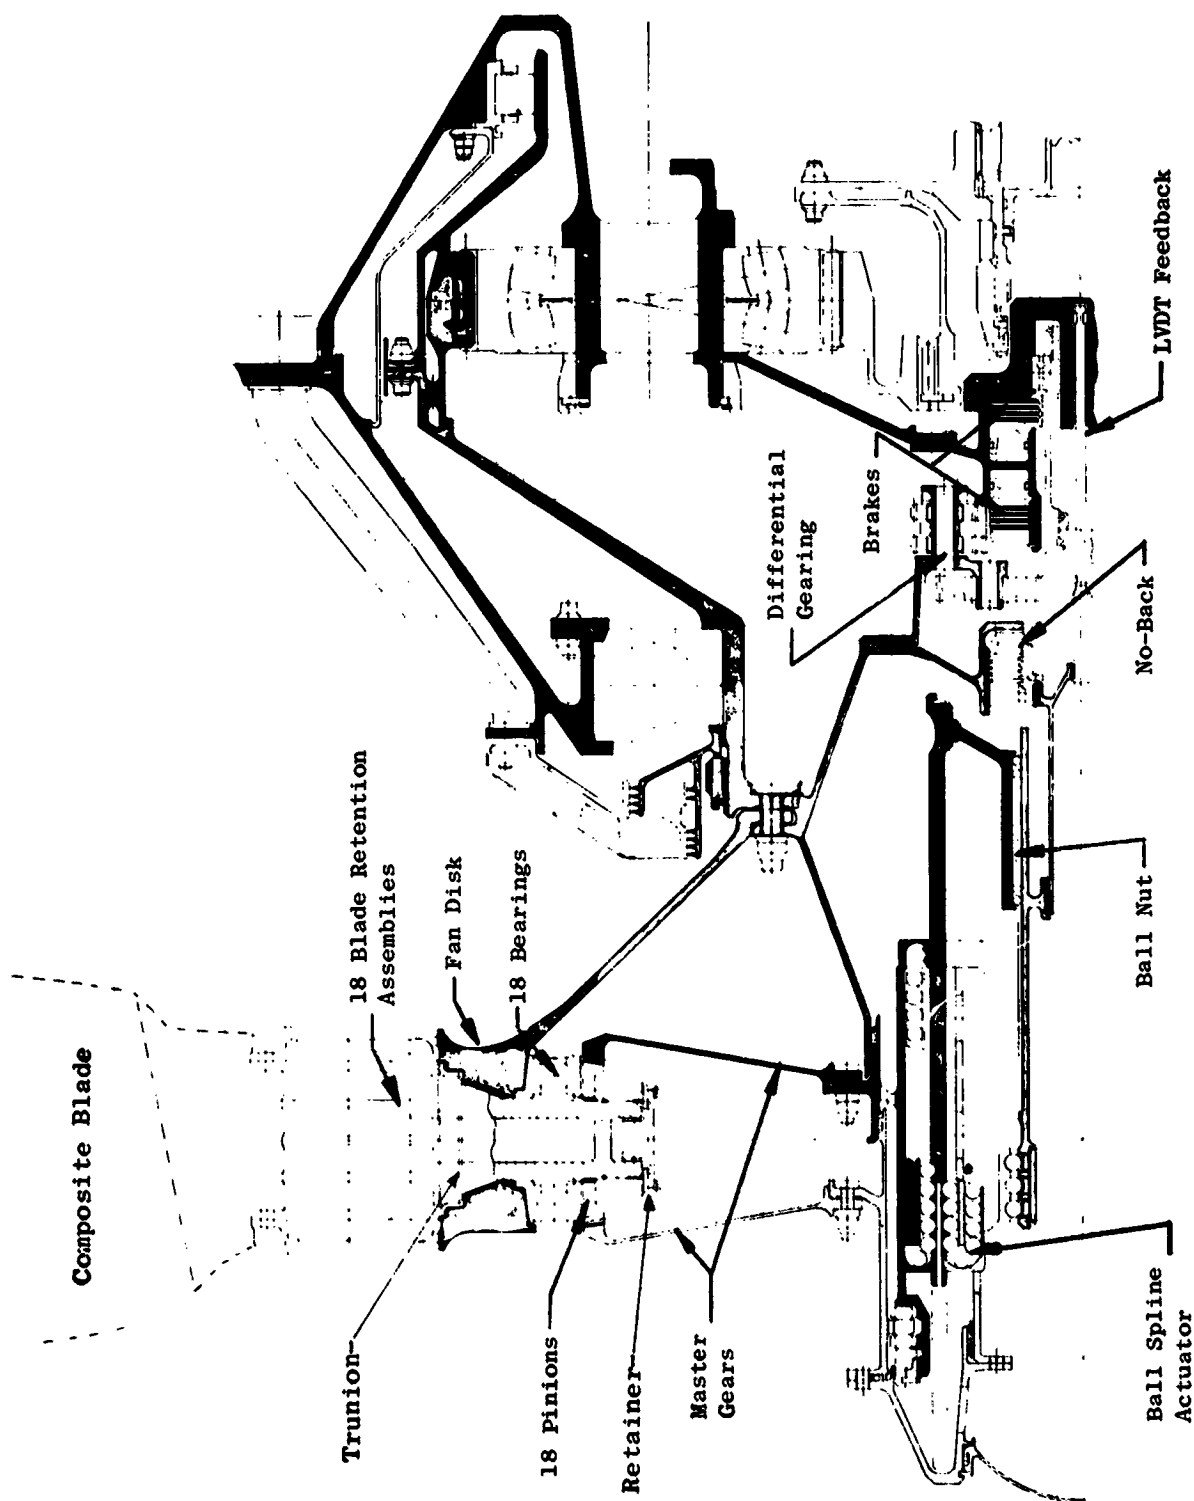 Composite Blade
18 Blade Retention
Assemblies
Fan Disk
18 Bearings
Trunion
18 Pinions
Retainer
Master
Gears
Differential
Gearing
Brakes
LVDT Feedback
No-Back
Ball Nut
Ball Spline
Actuator